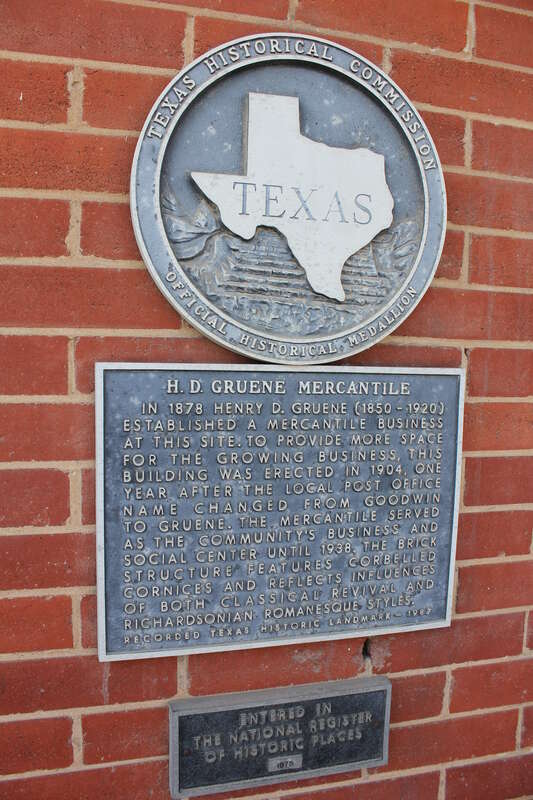 TEXAS HISTORICAL COMMISSION
TEXAS
OFFICIAL HISTORICAL MEDALLION
H. D. GRUENE MERCANTILE
IN 1878 HENRY D. GRUENE (1850-1920)
ESTABLISHED A MERCANTILE BUSINESS
AT THIS SITE. TO PROVIDE MORE SPACE
FOR THE GROWING BUSINESS, THIS
BUILDING WAS ERECTED IN 1904, ONE
YEAR AFTER THE LOCAL POST OFFICE
NAME CHANGED FROM GOODWIN
TO GRUENE. THE MERCANTILE SERVED
AS THE COMMUNITY'S BUSINESS AND
SOCIAL CENTER UNTIL 1938. THE BRICK
STRUCTURE FEATURES CORBELLED
CORNICES AND REFLECTS INFLUENCES
OF BOTH CLASSICAL REVIVAL AND
RICHARDSONIAN ROMANESQUE STYLES.
RECORDED TEXAS HISTORIC LANDMARK -
ENTERED IN
THE NATIONAL REGISTER
OF HISTORIC PLACES